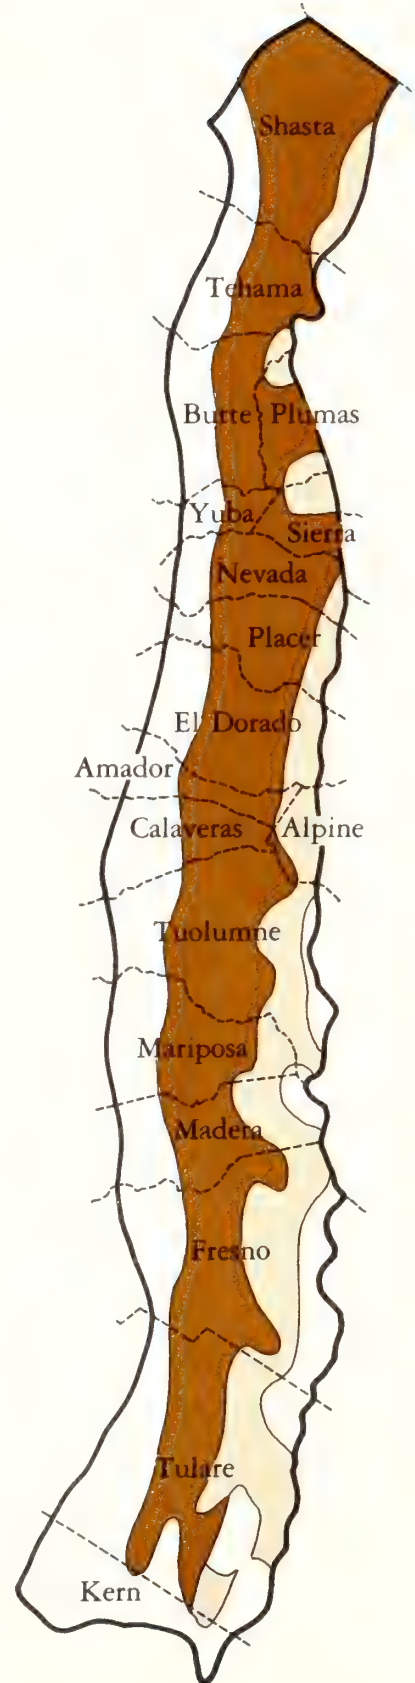 Shasta
Tehama
Butte
Plumas
Yuba
Sierra
Nevada
Placer
El Dorado
Amador
Calaveras
Alpine
Tuolumne
Mariposa
Madera
Fresno
Tulare
Kern